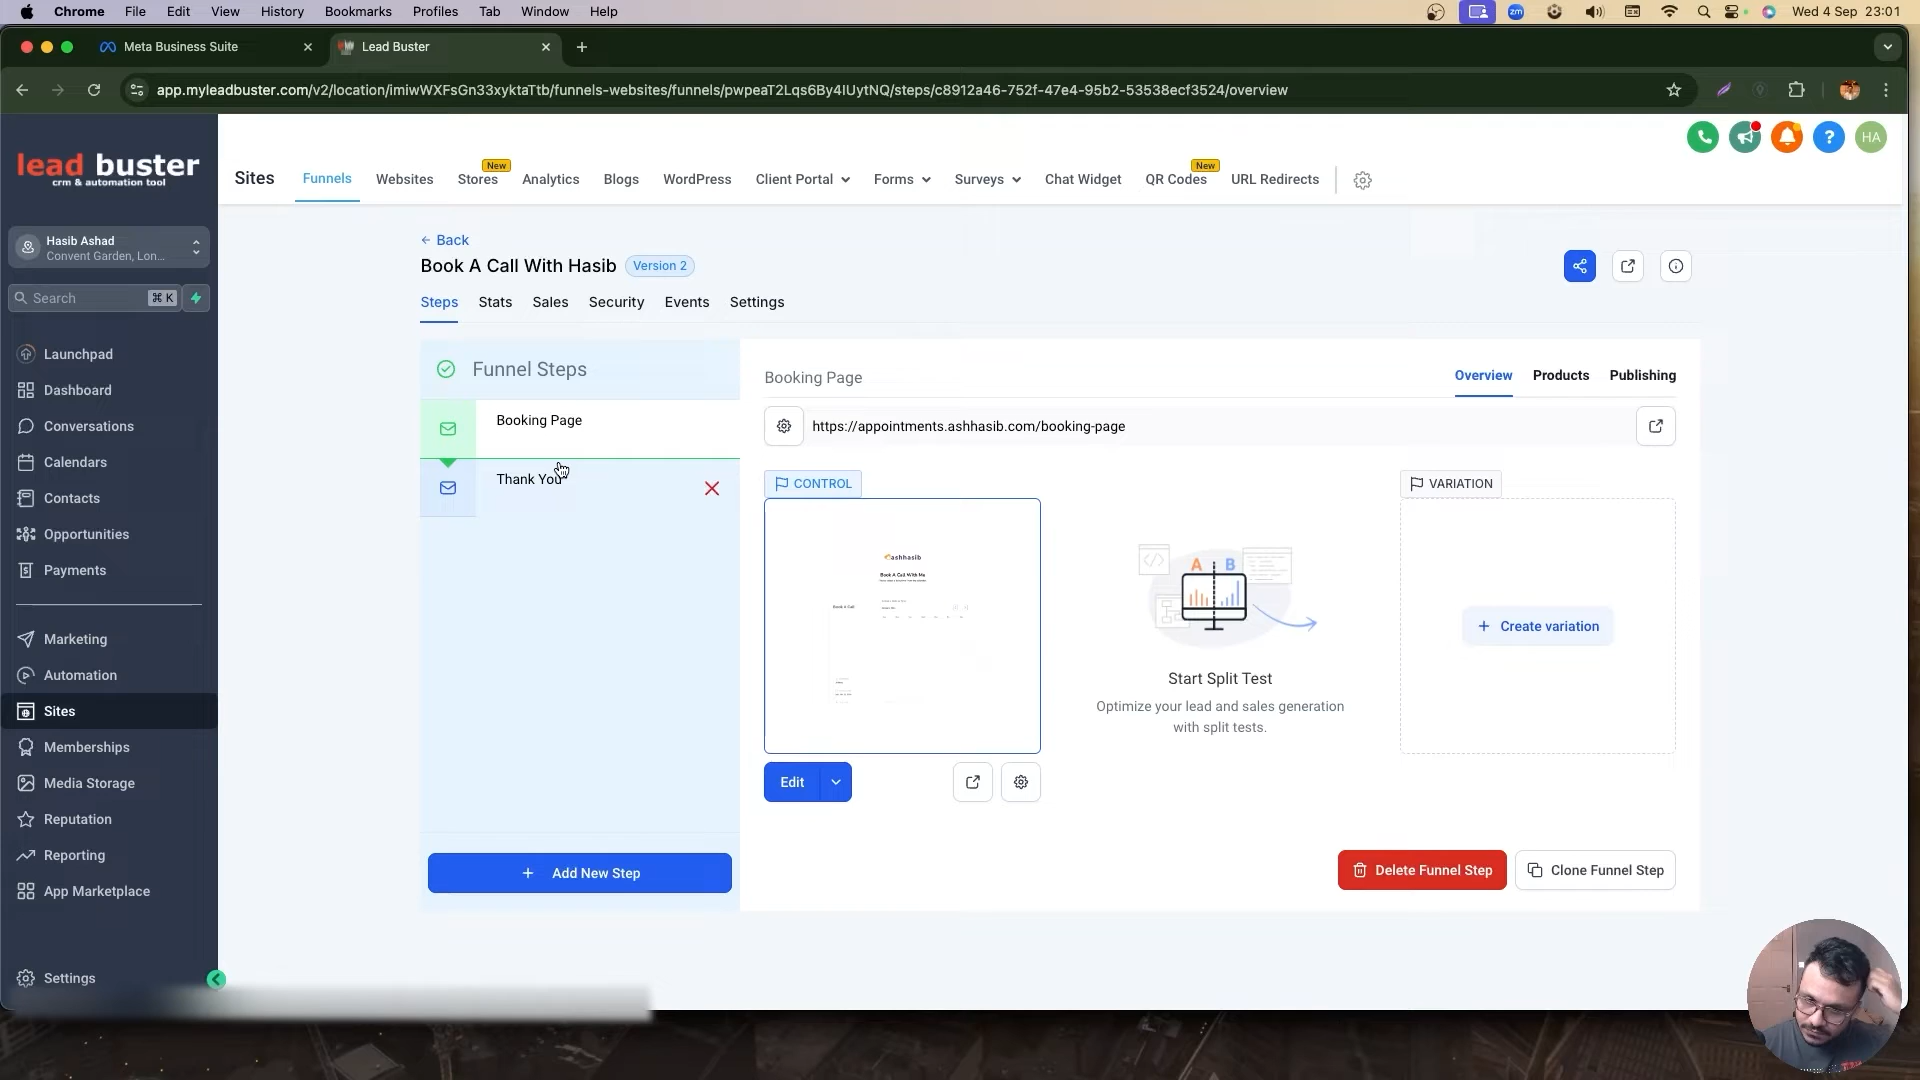 Chrome File Edit View History Bookmarks Profiles Tab Window Help
zm
Wed 4 Sep 23:01
Meta Business Suite
Lead Buster
app.myleadbuster.com/v2/location/imiwWXFsGn33xyktaTtb/funnels-websites/funnels/pwpeaT2Lqs6By4IUytNQ/steps/c8912a46-752f-47e4-95b2-53538ecf3524/overview
lead buster
crm & automation tool
HA
Sites
Funnels
Websites
Stores
New
Analytics
Blogs
WordPress
Client Portal
Forms
Surveys
Chat Widget
QR Codes
New
URL Redirects
Hasib Ashad
Convent Garden, Lon...
Search
⌘ K
Launchpad
Dashboard
Conversations
Calendars
Contacts
Opportunities
Payments
Marketing
Automation
Sites
Memberships
Media Storage
Reputation
Reporting
App Marketplace
Settings
← Back
Book A Call With Hasib
Version 2
Steps
Stats
Sales
Security
Events
Settings
Funnel Steps
Booking Page
Thank You
+ Add New Step
Booking Page
Overview
Products
Publishing
https://appointments.ashhasib.com/booking-page
CONTROL
ashhasib
Book A Call With Me
Book A Call
Edit
A B
Start Split Test
Optimize your lead and sales generation
with split tests.
VARIATION
+ Create variation
Delete Funnel Step
Clone Funnel Step